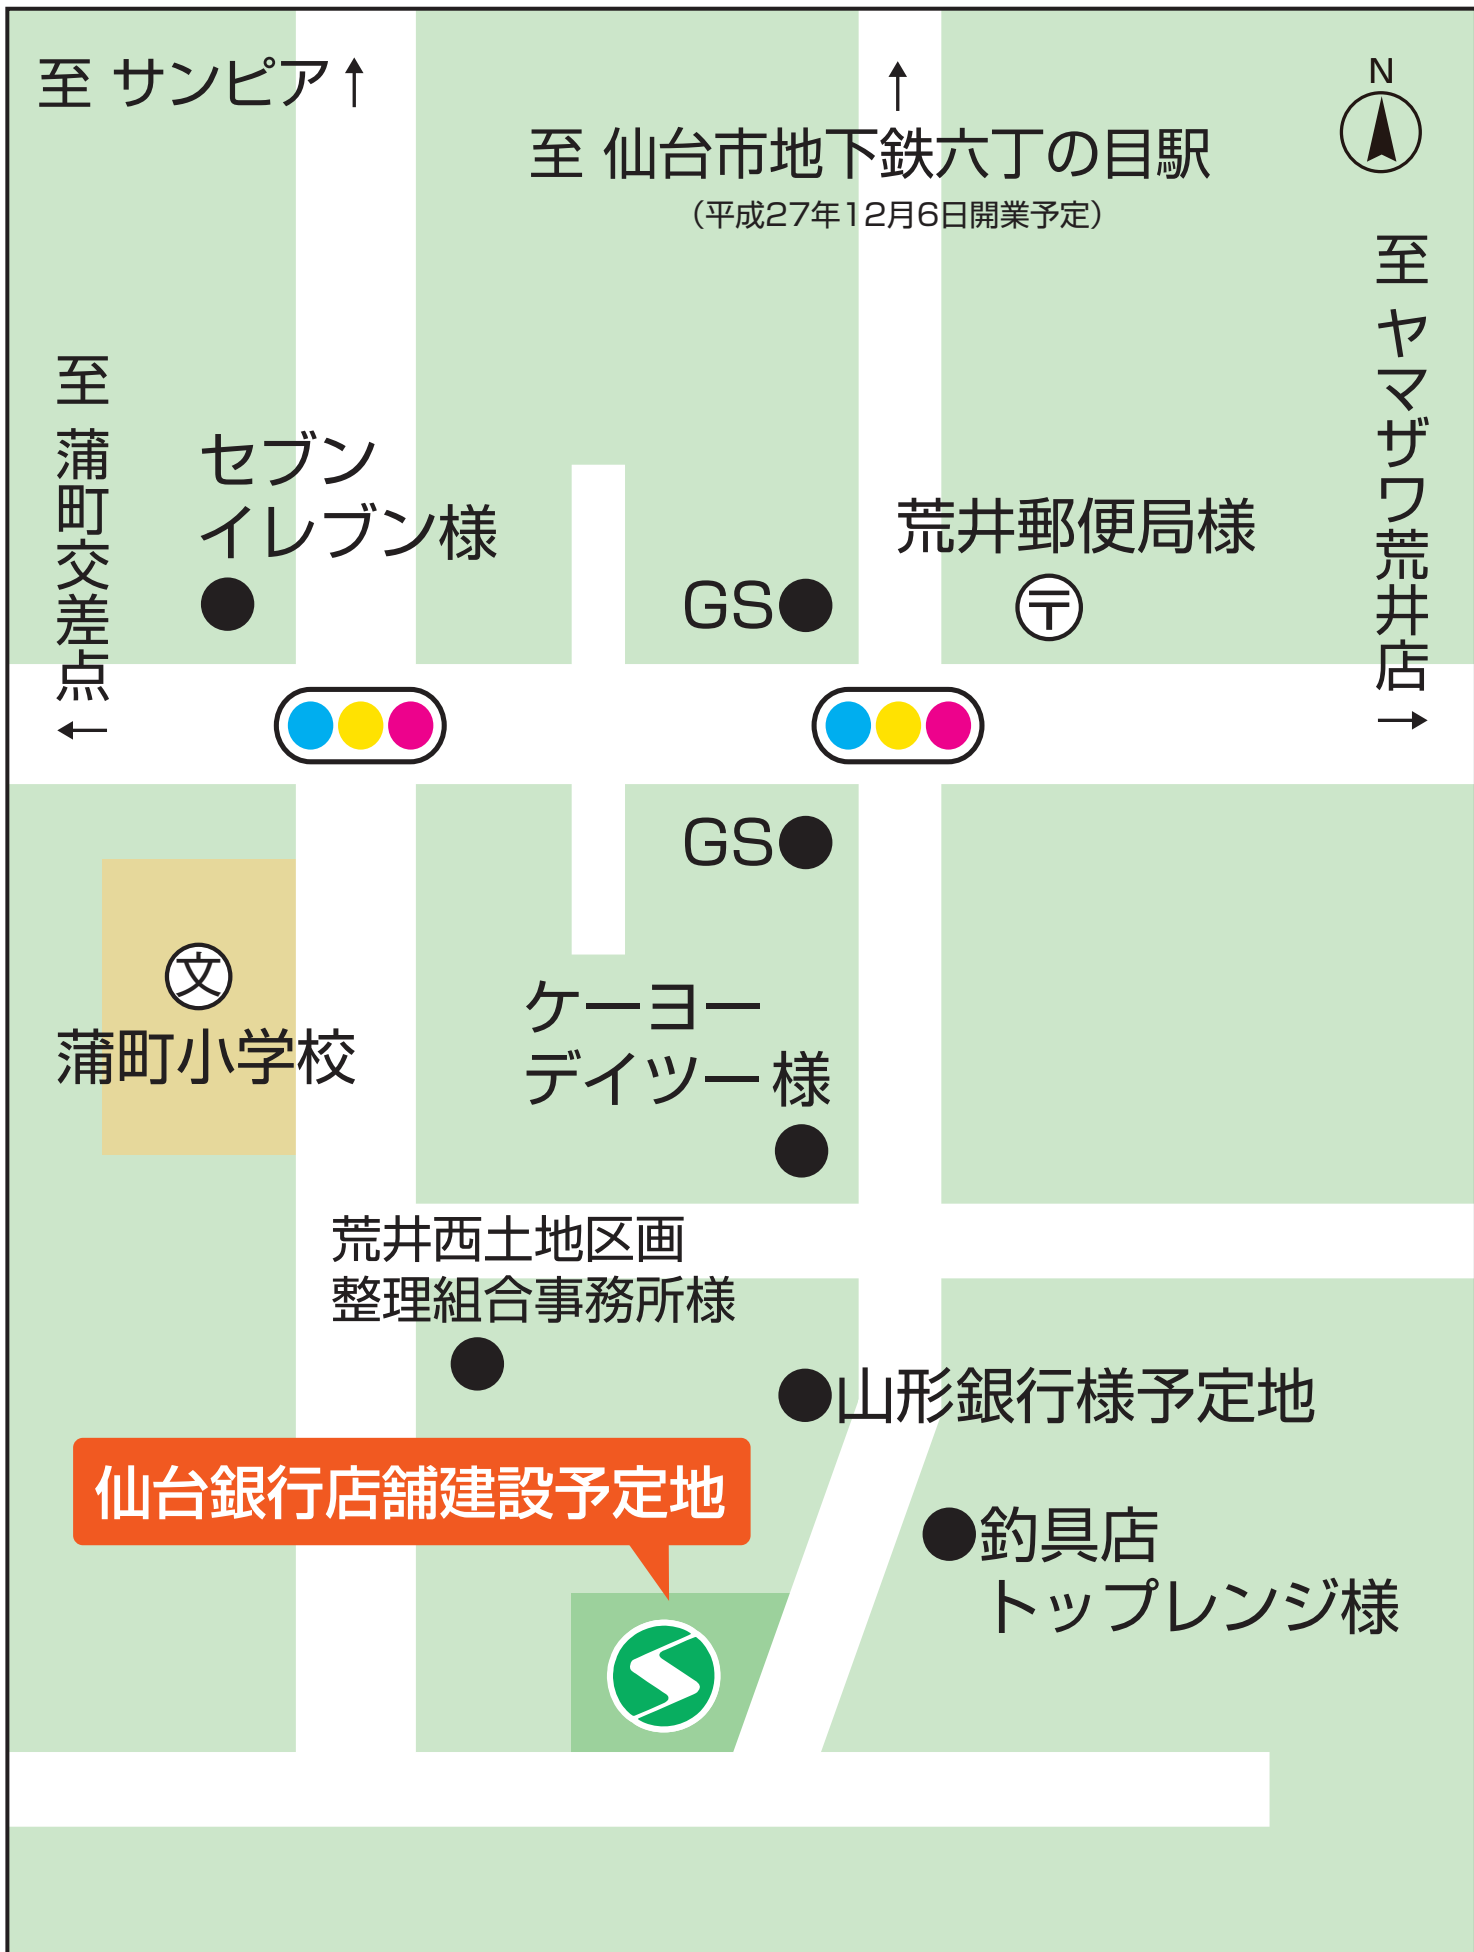 至 サンピア
N
至 仙台市地下鉄六丁の目駅
（平成27年12月6日開業予定）
至 ヤマザワ荒井店
至 蒲町交差点
セブン
イレブン様
荒井郵便局様
GS
〒
GS
文
蒲町小学校
ケーヨー
デイツー様
荒井西土地区画
整理組合事務所様
山形銀行様予定地
仙台銀行店舗建設予定地
釣具店
トップレンジ様